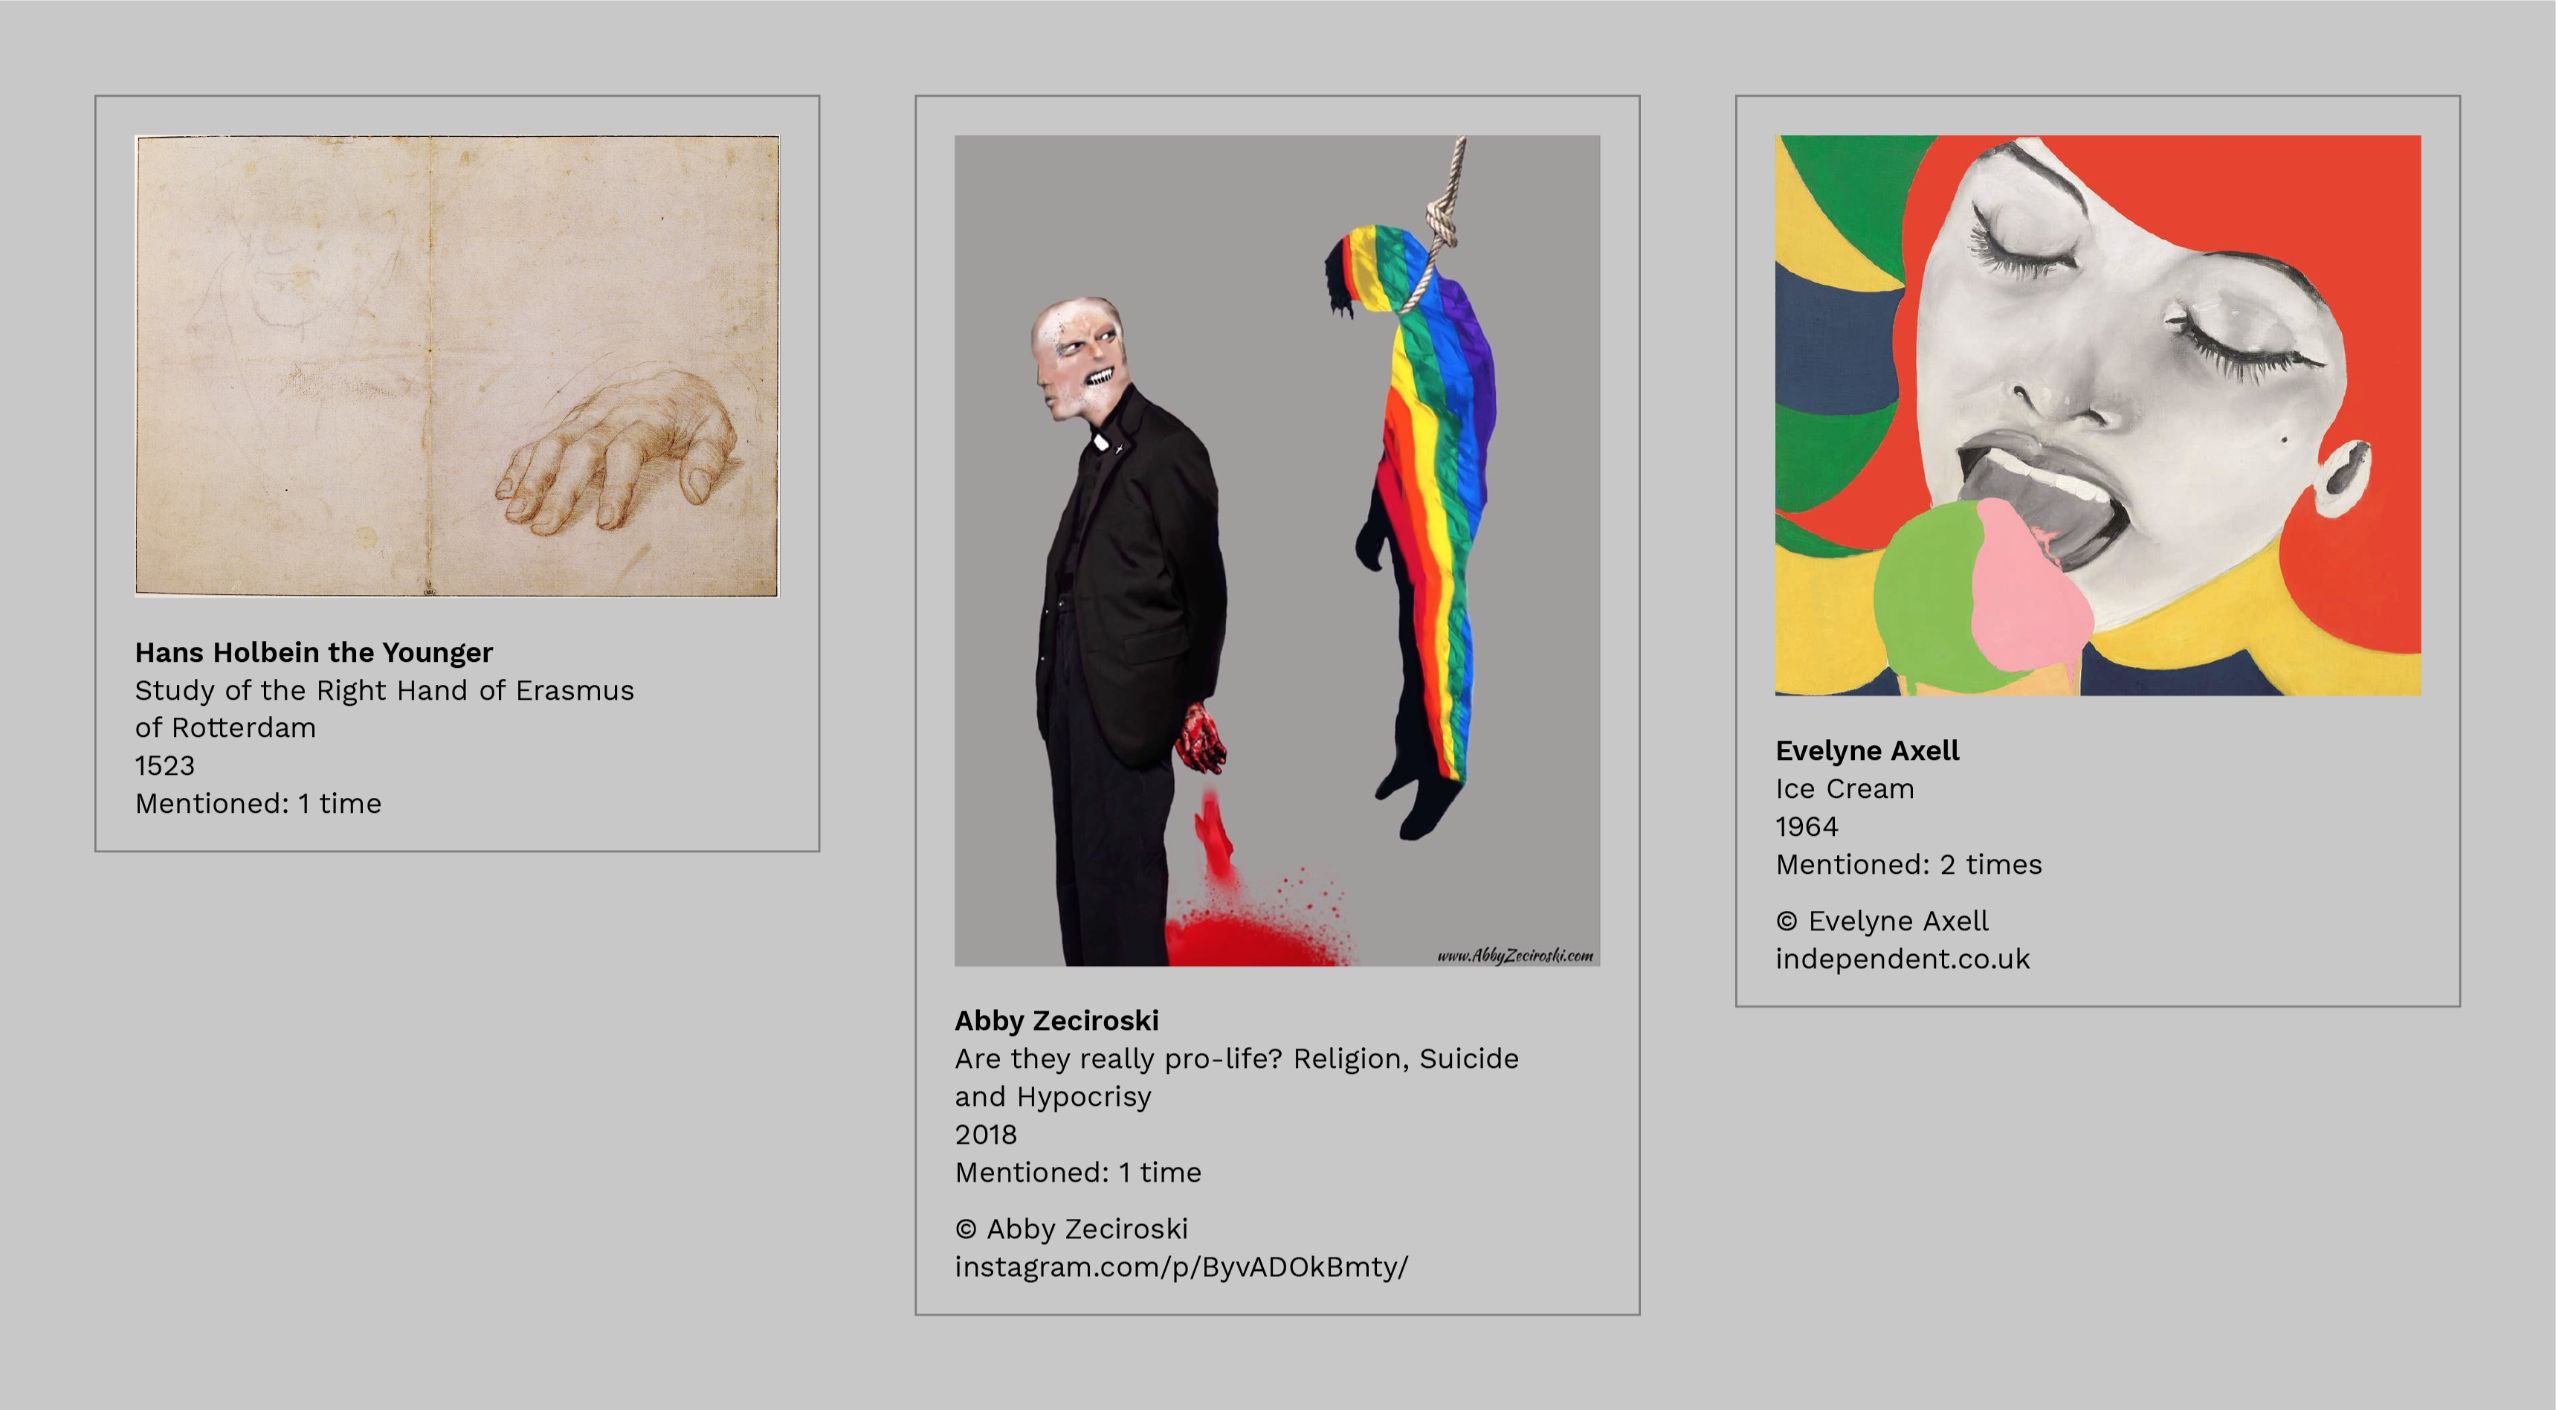 Hans Holbein the Younger
Study of the Right Hand of Erasmus
of Rotterdam
1523
Mentioned: 1 time
www.AbbyZeciroski.com
Abby Zeciroski
Are they really pro-life? Religion, Suicide
and Hypocrisy
2018
Mentioned: 1 time
© Abby Zeciroski
instagram.com/p/ByvADOkBmty/
Evelyne Axell
Ice Cream
1964
Mentioned: 2 times
© Evelyne Axell
independent.co.uk